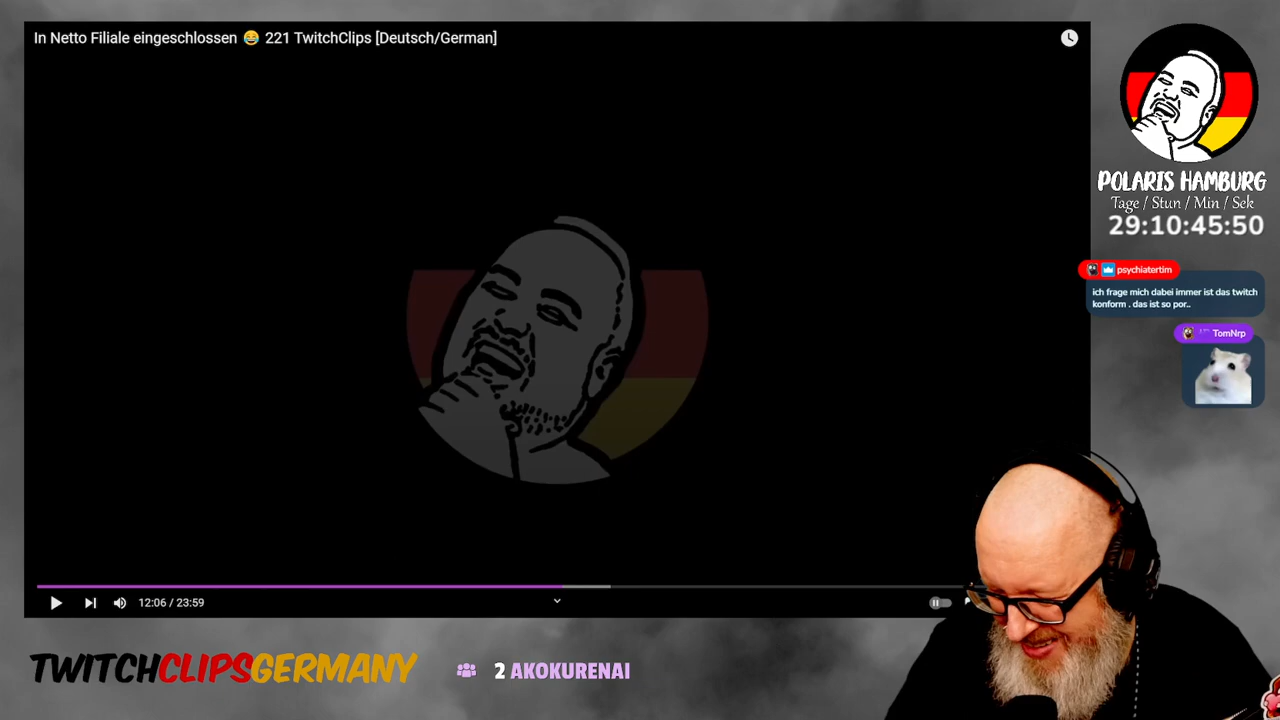 In Netto Filiale eingeschlossen 😂 221 TwitchClips [Deutsch/German]
POLARIS HAMBURG
Tage / Stun / Min / Sek
29:10:45:50
psychiatertim
ich frage mich dabei immer ist das twitch
konform . das ist so por..
TomNrp
12:06 / 23:59
TWITCHCLIPSGERMANY
2 AKOKURENAI